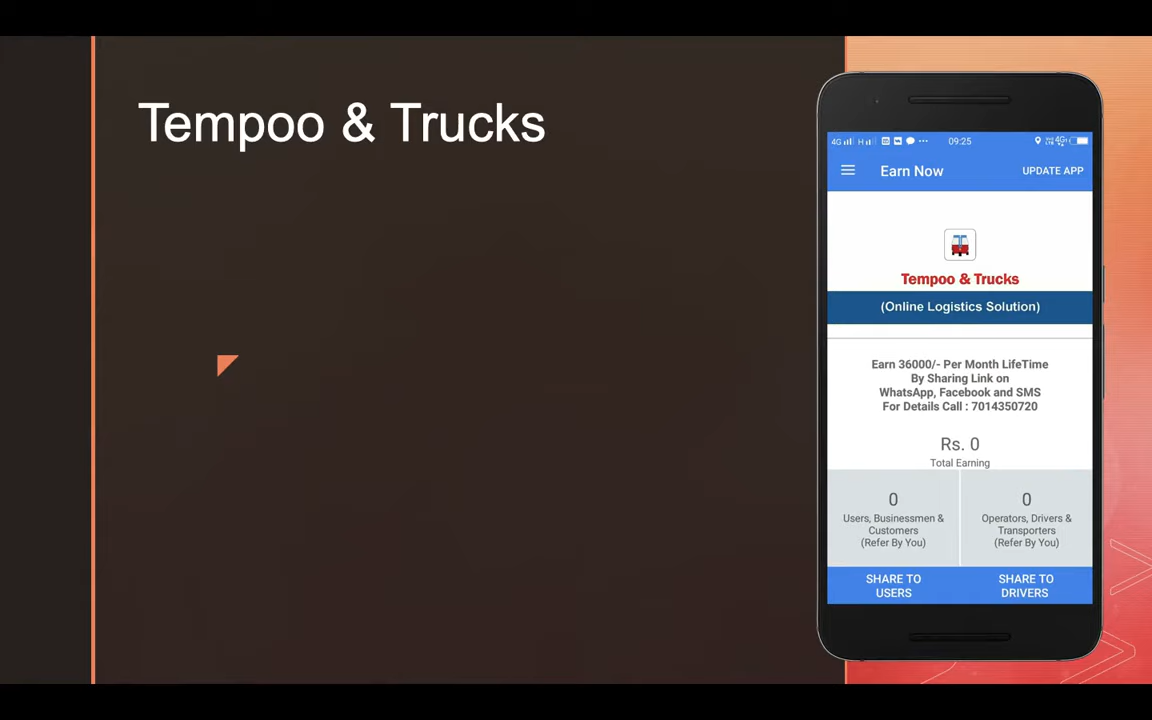 Tempoo & Trucks
09:25
Earn Now
UPDATE APP
Tempoo & Trucks
(Online Logistics Solution)
Earn 36000/- Per Month LifeTime
By Sharing Link on
WhatsApp, Facebook and SMS
For Details Call : 7014350720
Rs. 0
Total Earning
0
Users, Businessmen &
Customers
(Refer By You)
0
Operators, Drivers &
Transporters
(Refer By You)
SHARE TO
USERS
SHARE TO
DRIVERS